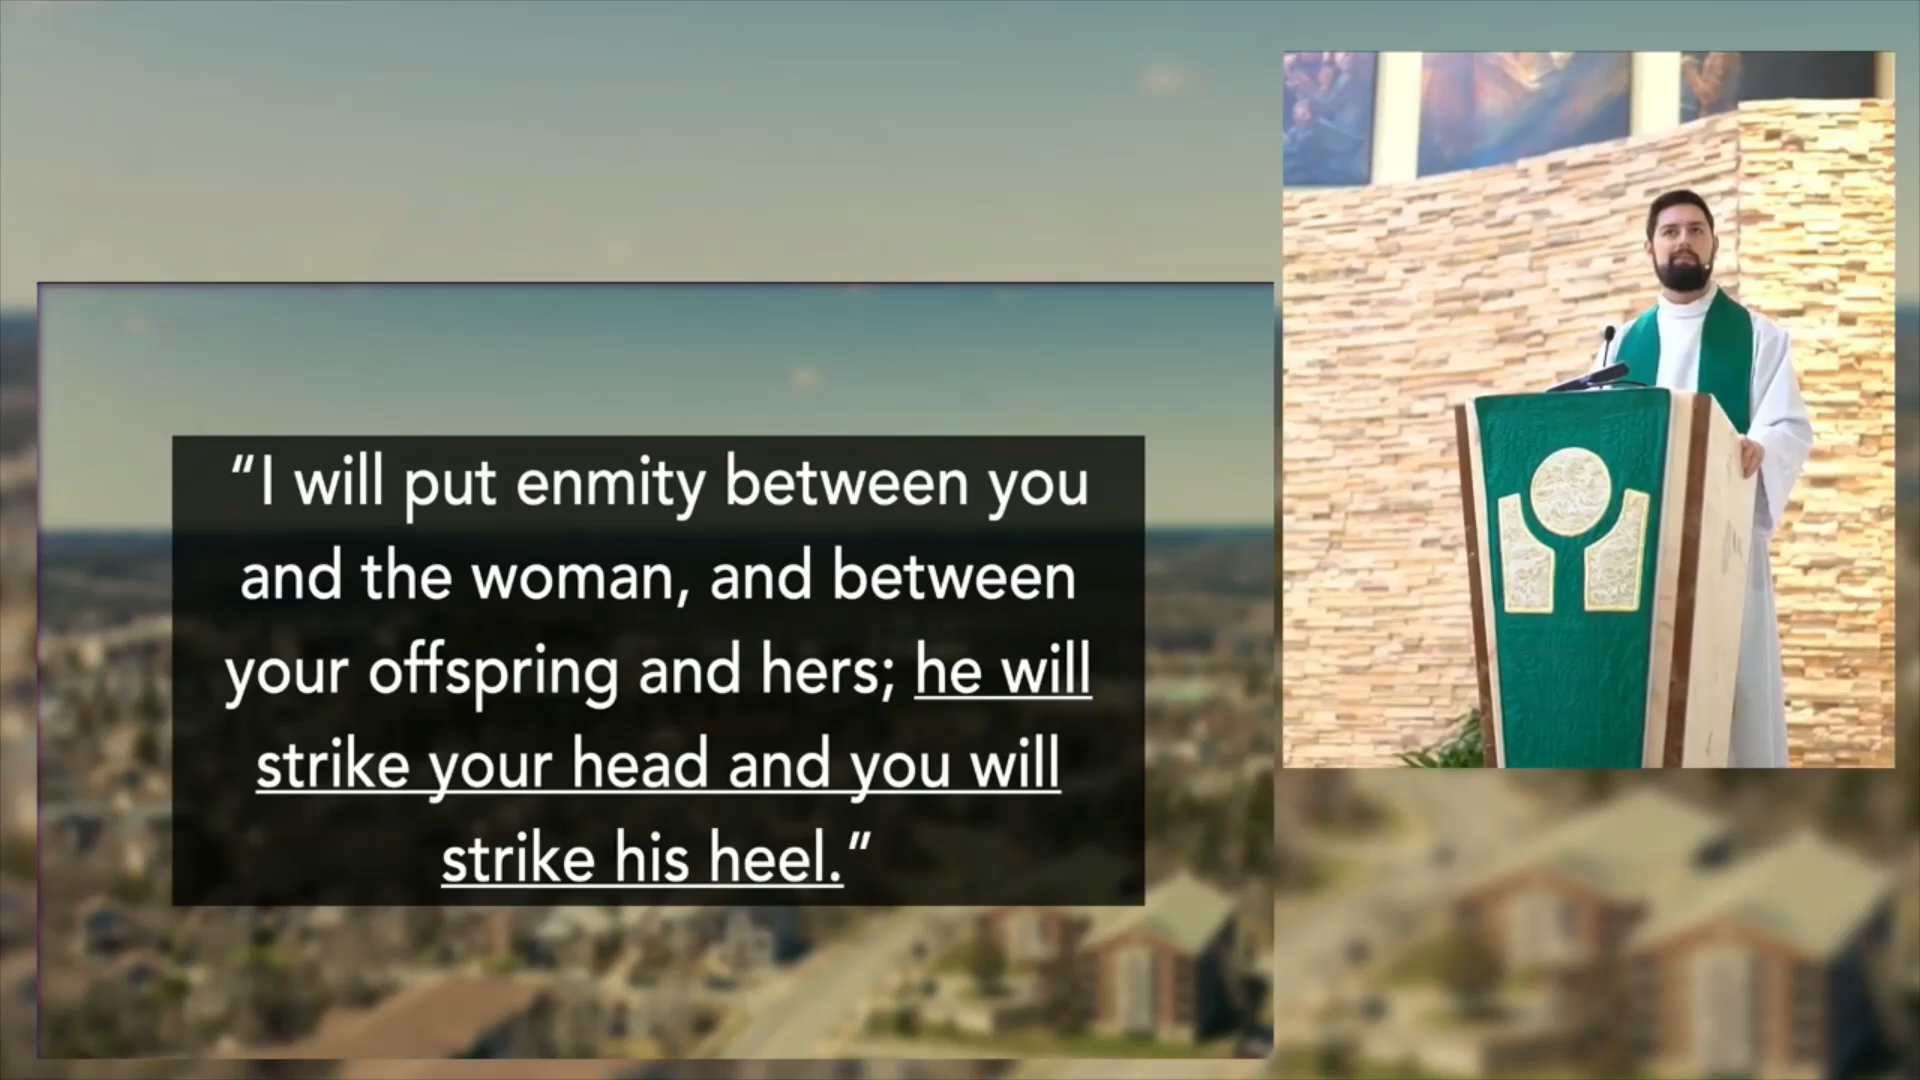 “I will put enmity between you
and the woman, and between
your offspring and hers; he will
strike your head and you will
strike his heel.”